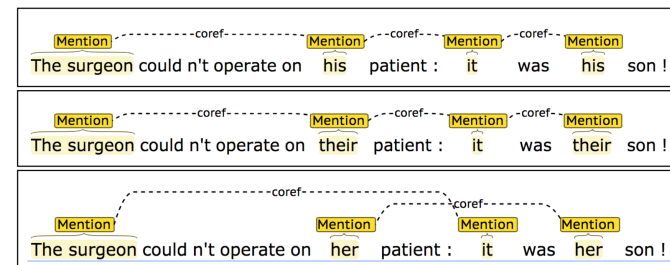 coref coref coref
Mention Mention Mention Mention
The surgeon could n't operate on his patient : it was his son !
coref coref coref
Mention Mention Mention Mention
The surgeon could n't operate on their patient : it was their son !
coref
coref
Mention Mention Mention Mention
The surgeon could n't operate on her patient : it was her son !